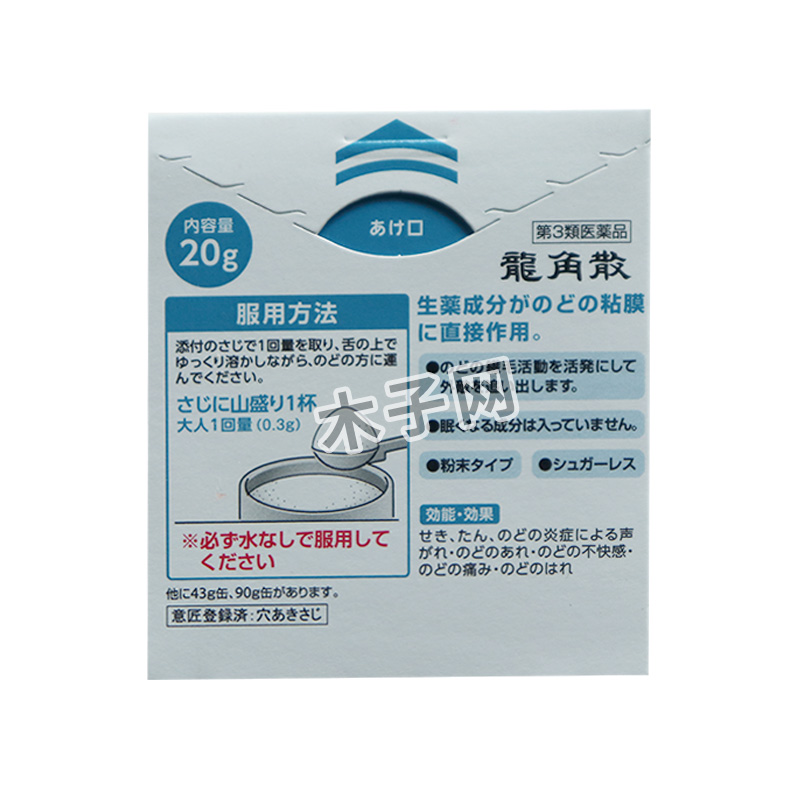 あけ口
内容量
20g
第3類医薬品
龍角散
服用方法
添付のさじで1回量を取り、舌の上で
ゆっくり溶かしながら、のどの方に運
んでください。
さじに山盛り1杯
大人1回量(0.3g)
※必ず水なしで服用して
ください
他に43g缶、90g缶があります。
意匠登録済:穴あきさじ
生薬成分がのどの粘膜
に直接作用。
●のどの繊毛活動を活発にして
します。
●眠くなる成分は入っていません。
●粉末タイプ
●シュガーレス
効能・効果
せき、たん、のどの炎症による声
がれ・のどのあれ・のどの不快感・
のどの痛み・のどのはれ
木子网